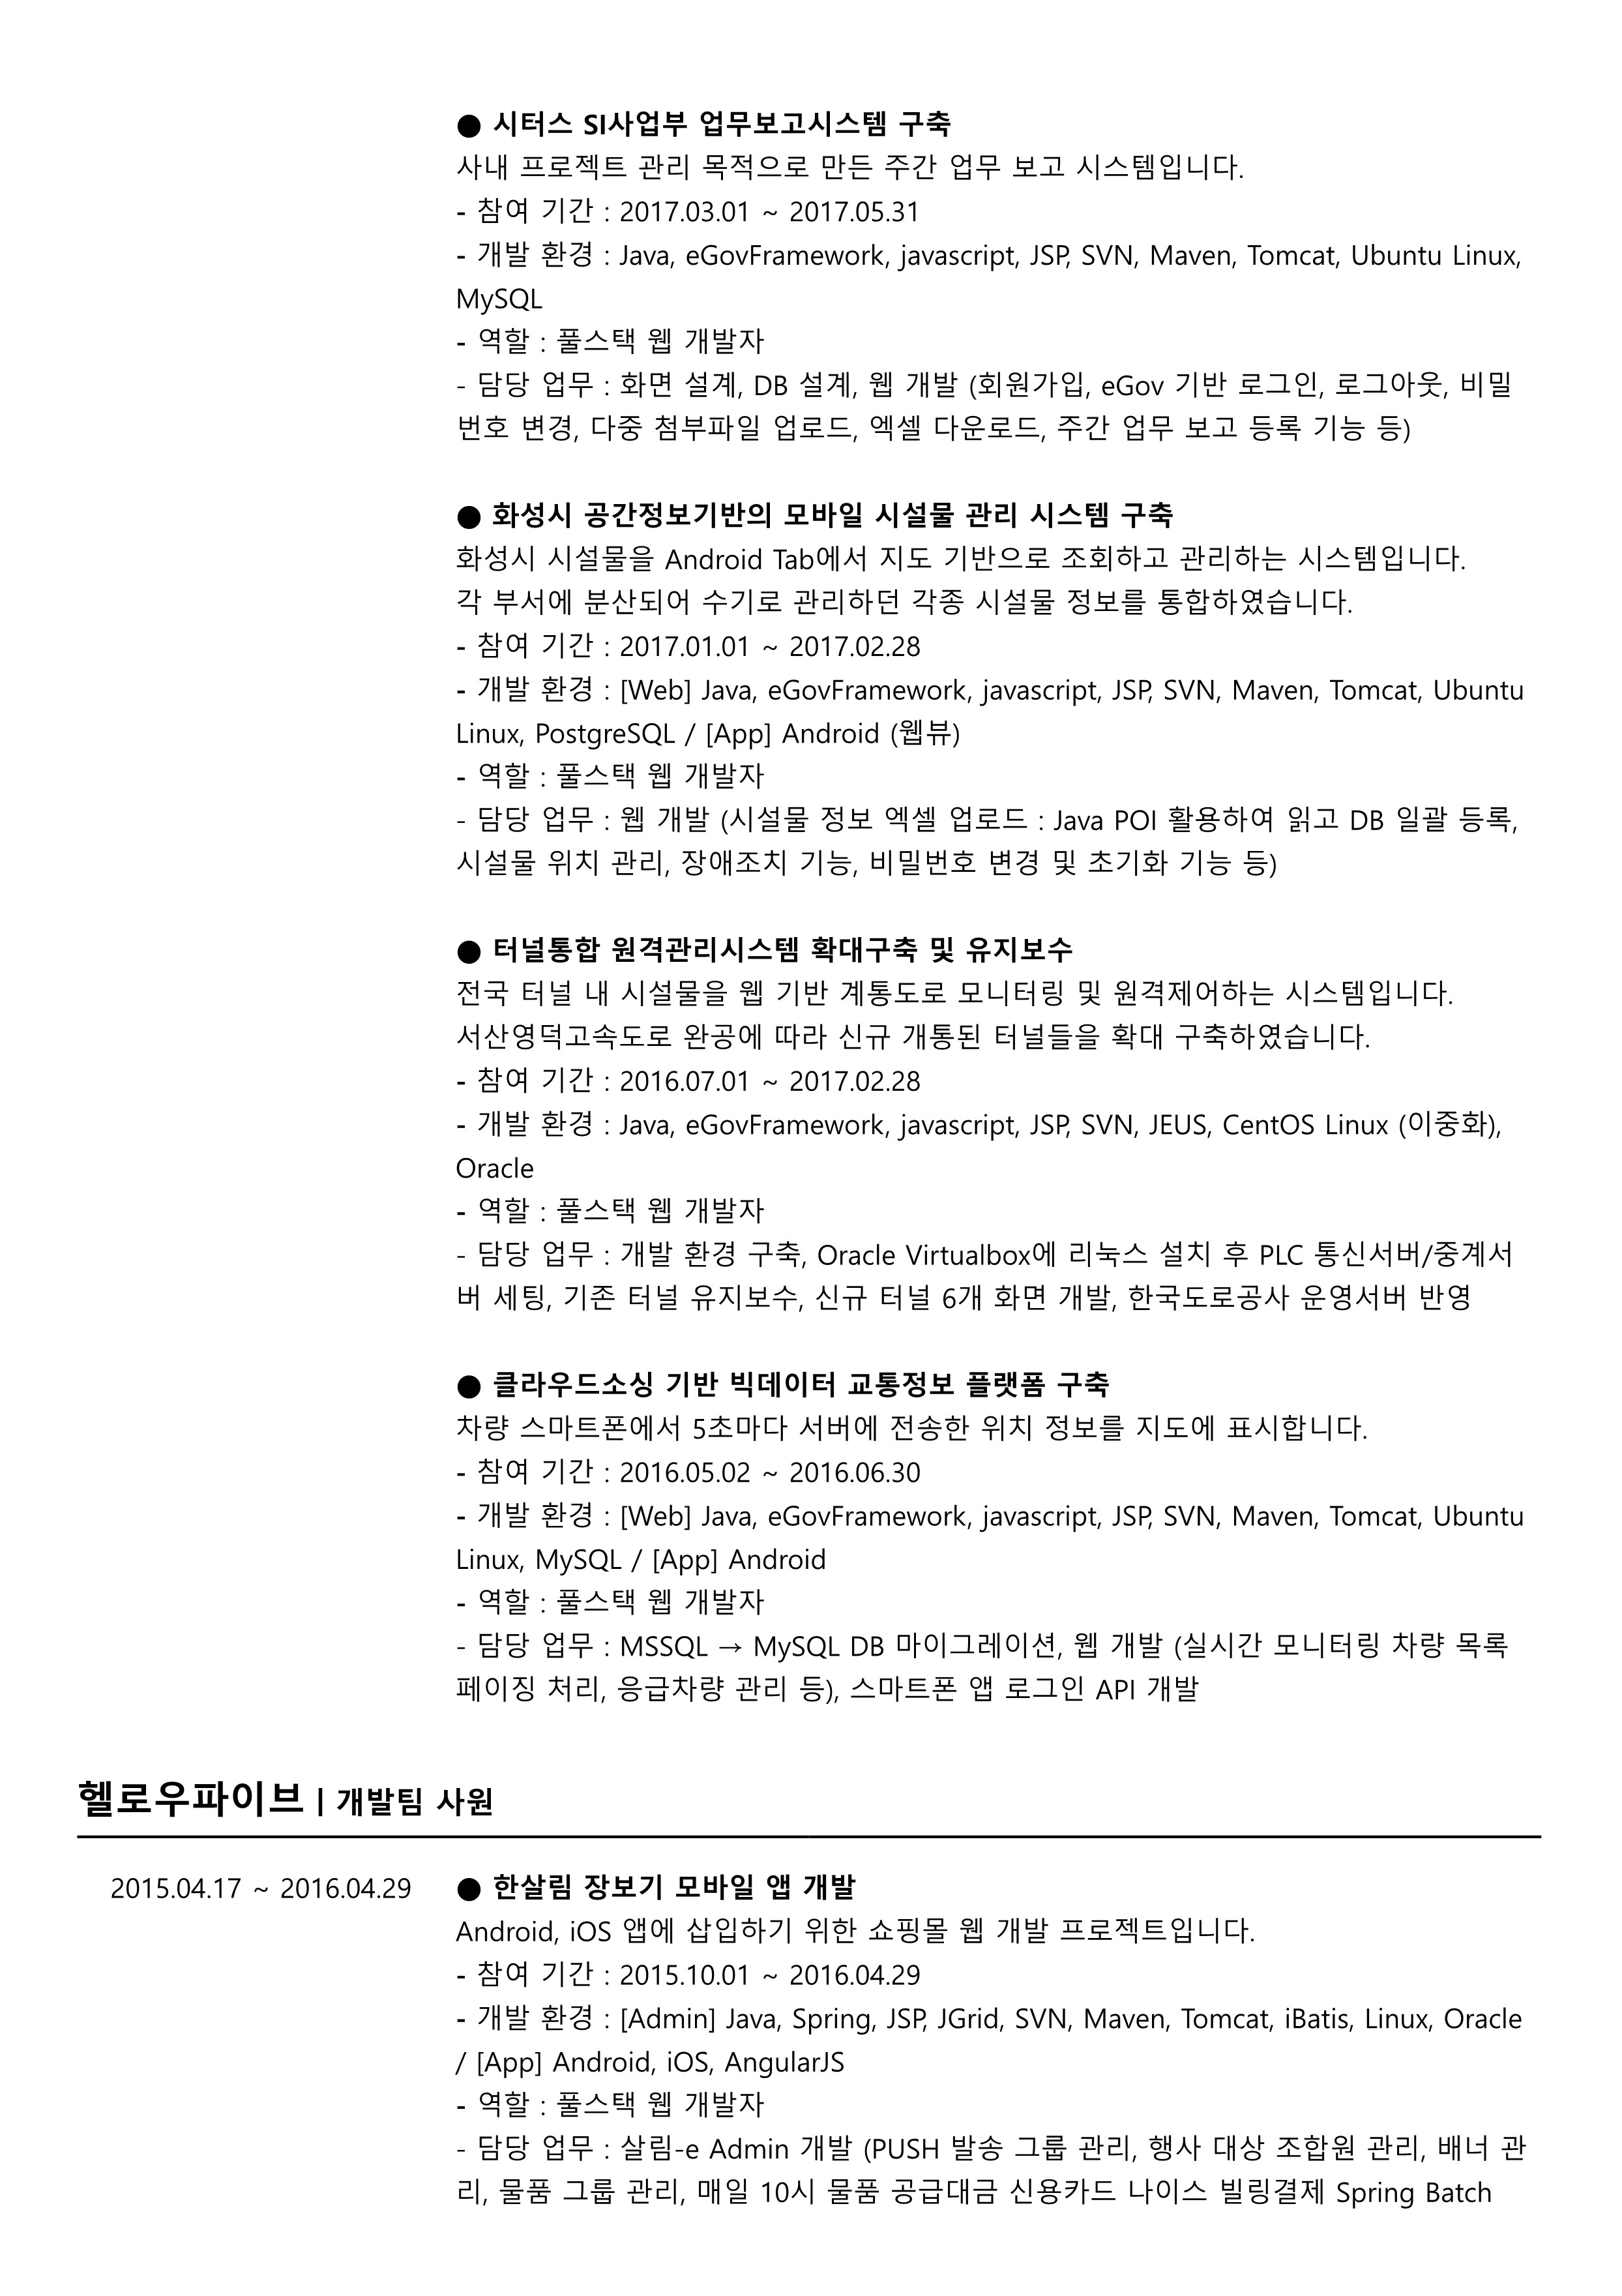 ● 시터스 SI사업부 업무보고시스템 구축
사내 프로젝트 관리 목적으로 만든 주간 업무 보고 시스템입니다.
- 참여 기간 : 2017.03.01 ~ 2017.05.31
- 개발 환경 : Java, eGovFramework, javascript, JSP, SVN, Maven, Tomcat, Ubuntu Linux,
MySQL
- 역할 : 풀스택 웹 개발자
- 담당 업무 : 화면 설계, DB 설계, 웹 개발 (회원가입, eGov 기반 로그인, 로그아웃, 비밀
번호 변경, 다중 첨부파일 업로드, 엑셀 다운로드, 주간 업무 보고 등록 기능 등)
● 화성시 공간정보기반의 모바일 시설물 관리 시스템 구축
화성시 시설물을 Android Tab에서 지도 기반으로 조회하고 관리하는 시스템입니다.
각 부서에 분산되어 수기로 관리하던 각종 시설물 정보를 통합하였습니다.
- 참여 기간 : 2017.01.01 ~ 2017.02.28
- 개발 환경 : [Web] Java, eGovFramework, javascript, JSP, SVN, Maven, Tomcat, Ubuntu
Linux, PostgreSQL / [App] Android (웹뷰)
- 역할 : 풀스택 웹 개발자
- 담당 업무 : 웹 개발 (시설물 정보 엑셀 업로드 : Java POI 활용하여 읽고 DB 일괄 등록,
시설물 위치 관리, 장애조치 기능, 비밀번호 변경 및 초기화 기능 등)
● 터널통합 원격관리시스템 확대구축 및 유지보수
전국 터널 내 시설물을 웹 기반 계통도로 모니터링 및 원격제어하는 시스템입니다.
서산영덕고속도로 완공에 따라 신규 개통된 터널들을 확대 구축하였습니다.
- 참여 기간 : 2016.07.01 ~ 2017.02.28
- 개발 환경 : Java, eGovFramework, javascript, JSP, SVN, JEUS, CentOS Linux (이중화),
Oracle
- 역할 : 풀스택 웹 개발자
- 담당 업무 : 개발 환경 구축, Oracle Virtualbox에 리눅스 설치 후 PLC 통신서버/중계서
버 세팅, 기존 터널 유지보수, 신규 터널 6개 화면 개발, 한국도로공사 운영서버 반영
● 클라우드소싱 기반 빅데이터 교통정보 플랫폼 구축
차량 스마트폰에서 5초마다 서버에 전송한 위치 정보를 지도에 표시합니다.
- 참여 기간 : 2016.05.02 ~ 2016.06.30
- 개발 환경 : [Web] Java, eGovFramework, javascript, JSP, SVN, Maven, Tomcat, Ubuntu
Linux, MySQL / [App] Android
- 역할 : 풀스택 웹 개발자
- 담당 업무 : MSSQL → MySQL DB 마이그레이션, 웹 개발 (실시간 모니터링 차량 목록
페이징 처리, 응급차량 관리 등), 스마트폰 앱 로그인 API 개발
헬로우파이브 | 개발팀 사원
2015.04.17 ~ 2016.04.29
● 한살림 장보기 모바일 앱 개발
Android, iOS 앱에 삽입하기 위한 쇼핑몰 웹 개발 프로젝트입니다.
- 참여 기간 : 2015.10.01 ~ 2016.04.29
- 개발 환경 : [Admin] Java, Spring, JSP, JGrid, SVN, Maven, Tomcat, iBatis, Linux, Oracle
/ [App] Android, iOS, AngularJS
- 역할 : 풀스택 웹 개발자
- 담당 업무 : 살림-e Admin 개발 (PUSH 발송 그룹 관리, 행사 대상 조합원 관리, 배너 관
리, 물품 그룹 관리, 매일 10시 물품 공급대금 신용카드 나이스 빌링결제 Spring Batch